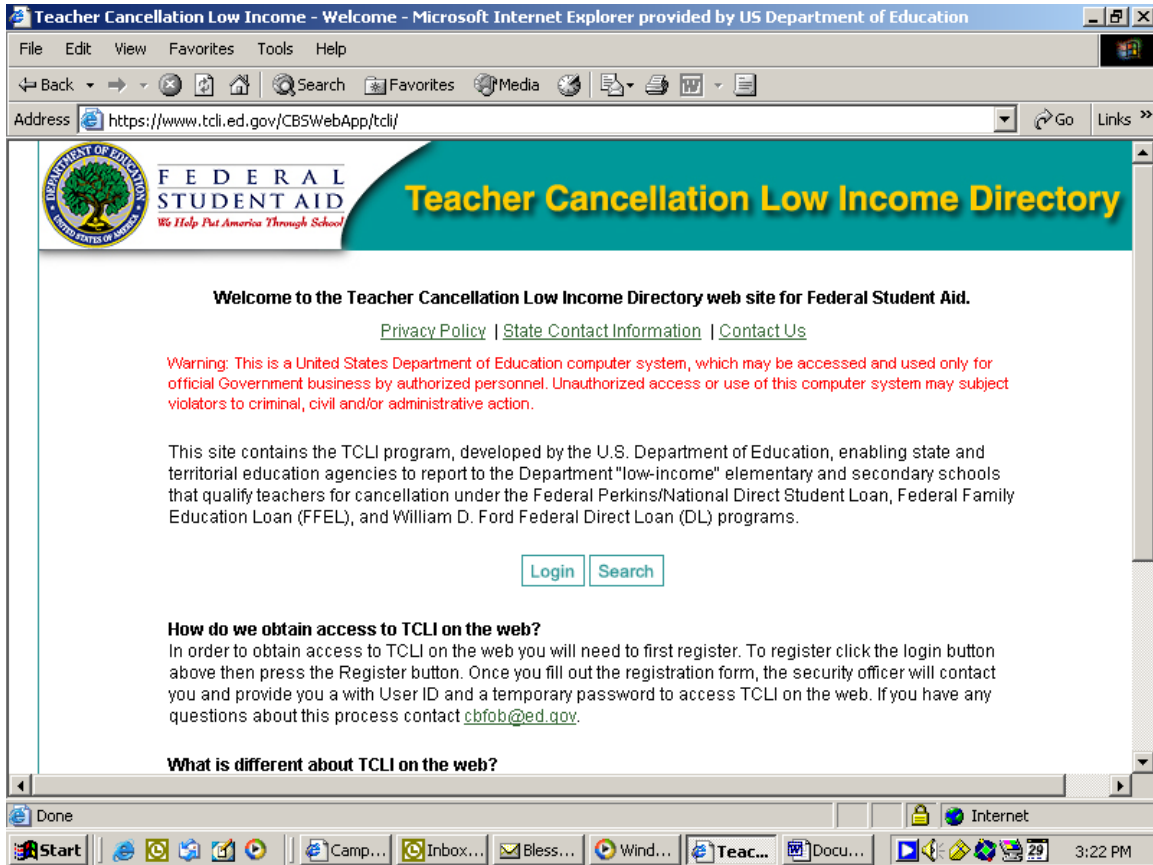 Teacher Cancellation Low Income - Welcome - Microsoft Internet Explorer provided by US Department of Education
File Edit View Favorites Tools Help
Back Search Favorites Media
Address https://www.tcli.ed.gov/CBSWebApp/tcli/ Go Links »
DEPARTMENT OF EDUCATION
UNITED STATES OF AMERICA
FEDERAL
STUDENT AID
We Help Put America Through School
Teacher Cancellation Low Income Directory
Welcome to the Teacher Cancellation Low Income Directory web site for Federal Student Aid.
Privacy Policy | State Contact Information | Contact Us
Warning: This is a United States Department of Education computer system, which may be accessed and used only for
official Government business by authorized personnel. Unauthorized access or use of this computer system may subject
violators to criminal, civil and/or administrative action.
This site contains the TCLI program, developed by the U.S. Department of Education, enabling state and
territorial education agencies to report to the Department "low-income" elementary and secondary schools
that qualify teachers for cancellation under the Federal Perkins/National Direct Student Loan, Federal Family
Education Loan (FFEL), and William D. Ford Federal Direct Loan (DL) programs.
Login Search
How do we obtain access to TCLI on the web?
In order to obtain access to TCLI on the web you will need to first register. To register click the login button
above then press the Register button. Once you fill out the registration form, the security officer will contact
you and provide you a with User ID and a temporary password to access TCLI on the web. If you have any
questions about this process contact cbfob@ed.gov.
What is different about TCLI on the web?
Done Internet
Start Camp... Inbox... Bless... Wind... Teac... Docu... 29 3:22 PM